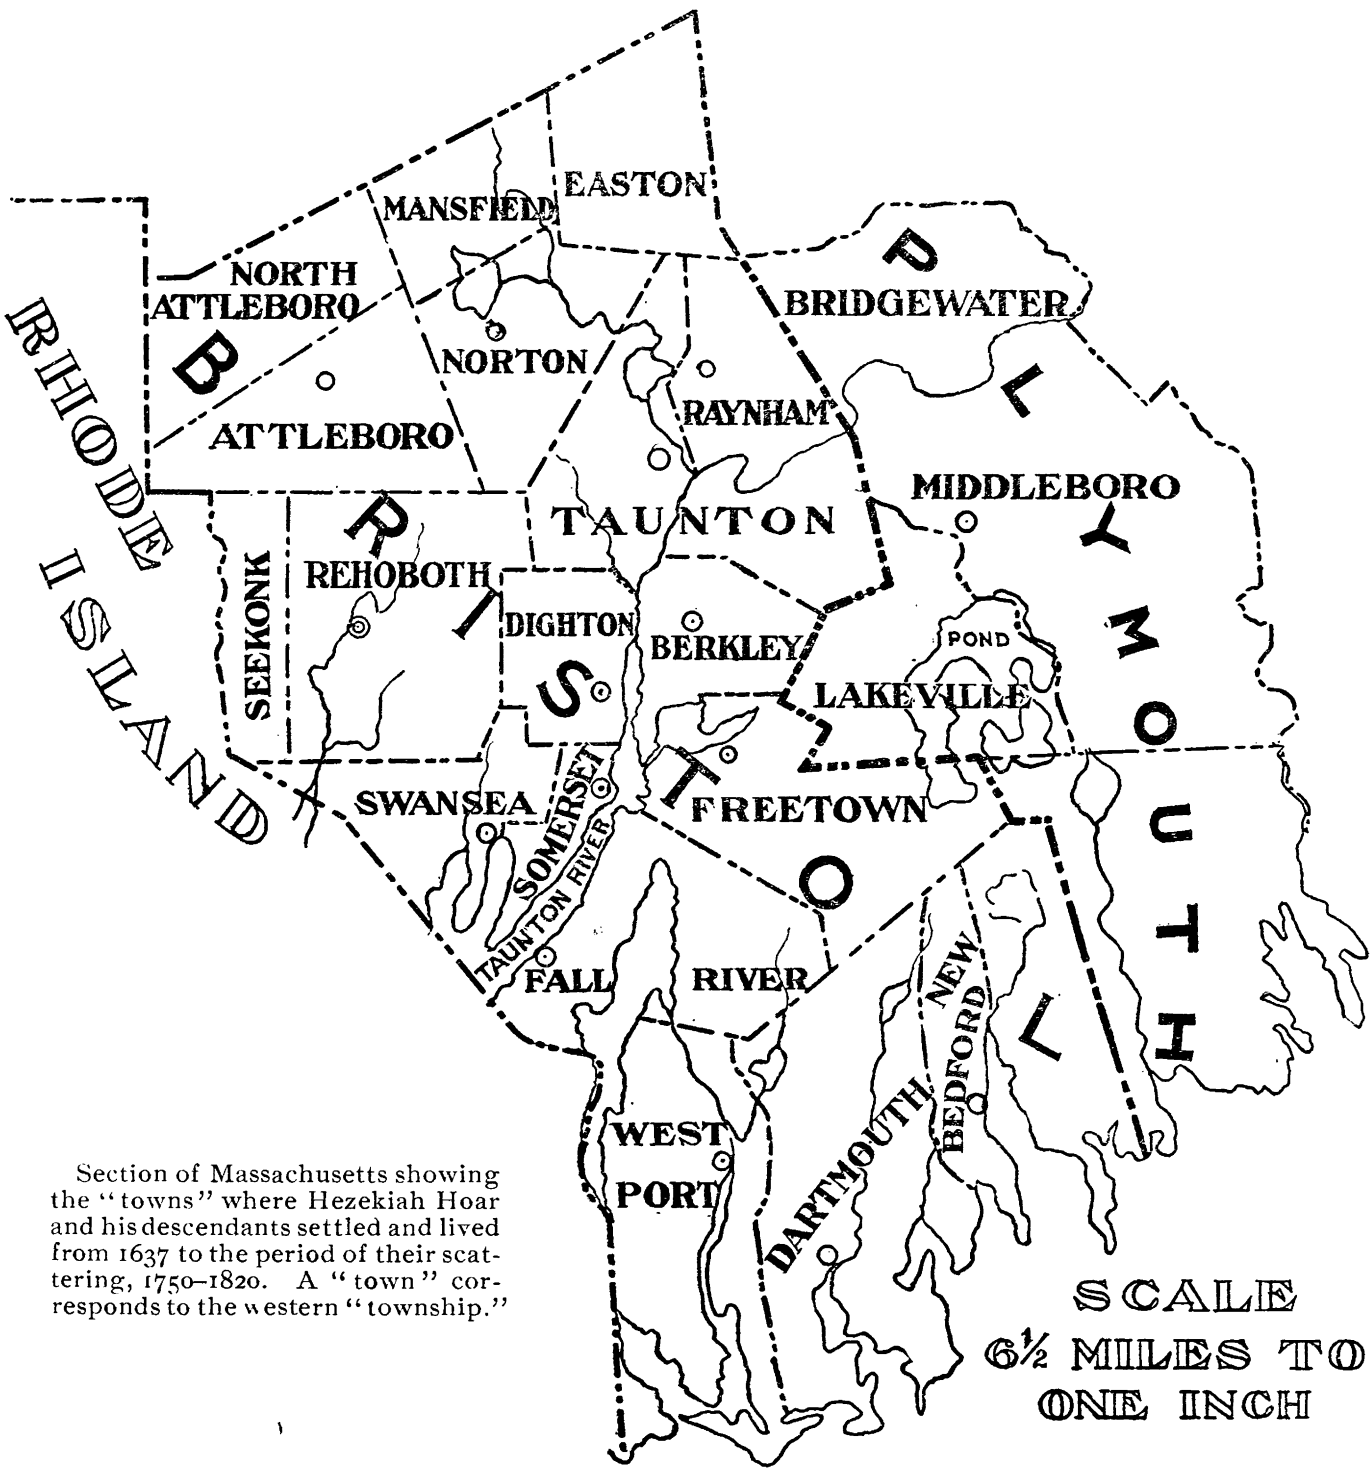 EASTON
MANSFIELD
NORTH
ATTLEBORO
BRIDGEWATER
NORTON
RAYNHAM
ATTLEBORO
MIDDLEBORO
TAUNTON
SEEKONK
REHOBOTH
DIGHTON
BERKLEY
POND
LAKEVILLE
SWANSEA
SOMERSET
FREETOWN
TAUNTON RIVER
FALL RIVER
NEW
BEDFORD
WEST
PORT
DARTMOUTH
RHODE
ISLAND
BRISTOL
PLYMOUTH
Section of Massachusetts showing
the "towns" where Hezekiah Hoar
and his descendants settled and lived
from 1637 to the period of their scat-
tering, 1750–1820. A "town" cor-
responds to the western "township."
SCALE
6½ MILES TO
ONE INCH